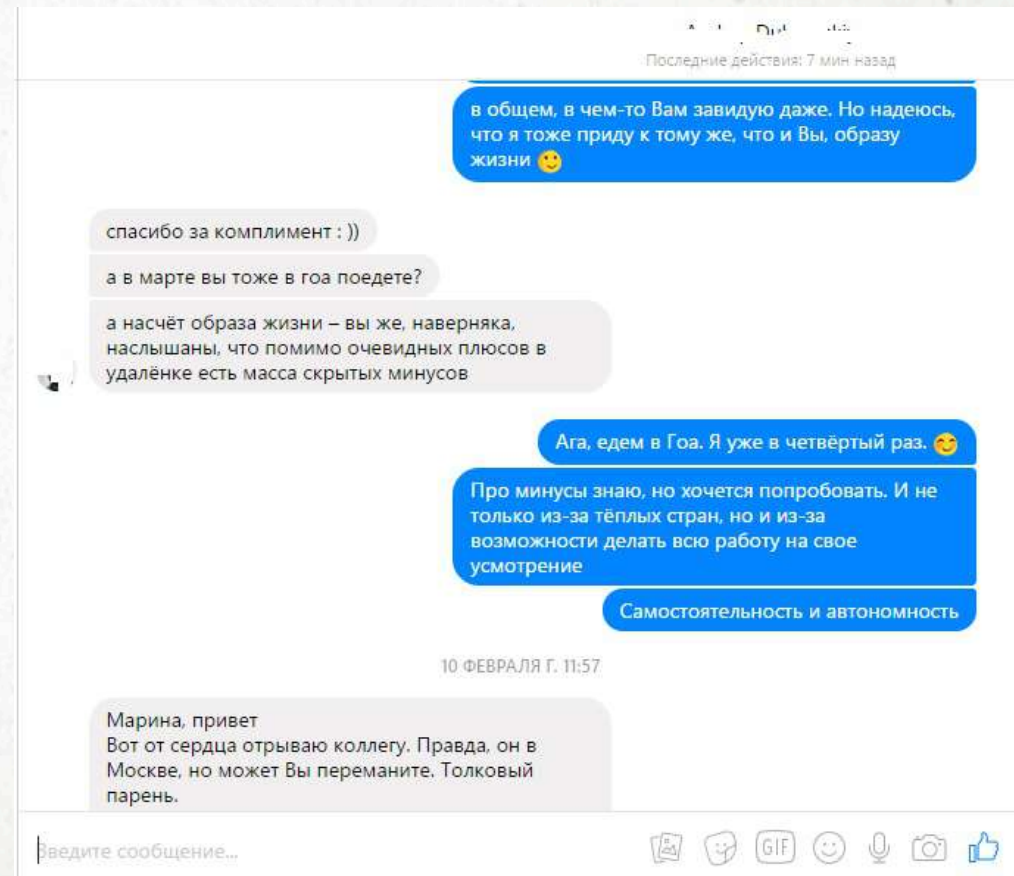 Последние действия: 7 мин назад
в общем, в чем-то Вам завидую даже. Но надеюсь,
что я тоже приду к тому же, что и Вы, образу
жизни 🙂
спасибо за комплимент : ))
а в марте вы тоже в гоа поедете?
а насчёт образа жизни – вы же, наверняка,
наслышаны, что помимо очевидных плюсов в
удалёнке есть масса скрытых минусов
Ага, едем в Гоа. Я уже в четвёртый раз. 😊
Про минусы знаю, но хочется попробовать. И не
только из-за тёплых стран, но и из-за
возможности делать всю работу на свое
усмотрение
Самостоятельность и автономность
10 ФЕВРАЛЯ Г. 11:57
Марина, привет
Вот от сердца отрываю коллегу. Правда, он в
Москве, но может Вы переманите. Толковый
парень.
Введите сообщение...
GIF